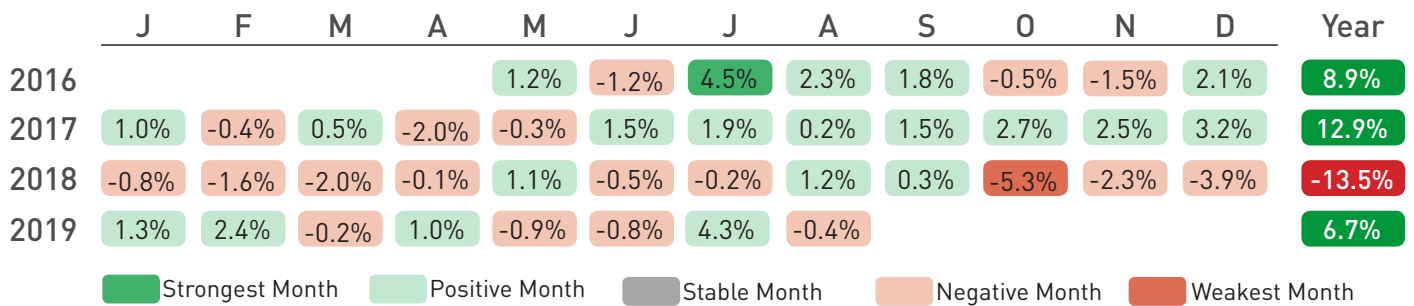 J F M A M J J A S O N D Year
2016 1.2% -1.2% 4.5% 2.3% 1.8% -0.5% -1.5% 2.1% 8.9%
2017 1.0% -0.4% 0.5% -2.0% -0.3% 1.5% 1.9% 0.2% 1.5% 2.7% 2.5% 3.2% 12.9%
2018 -0.8% -1.6% -2.0% -0.1% 1.1% -0.5% -0.2% 1.2% 0.3% -5.3% -2.3% -3.9% -13.5%
2019 1.3% 2.4% -0.2% 1.0% -0.9% -0.8% 4.3% -0.4% 6.7%
Strongest Month Positive Month Stable Month Negative Month Weakest Month